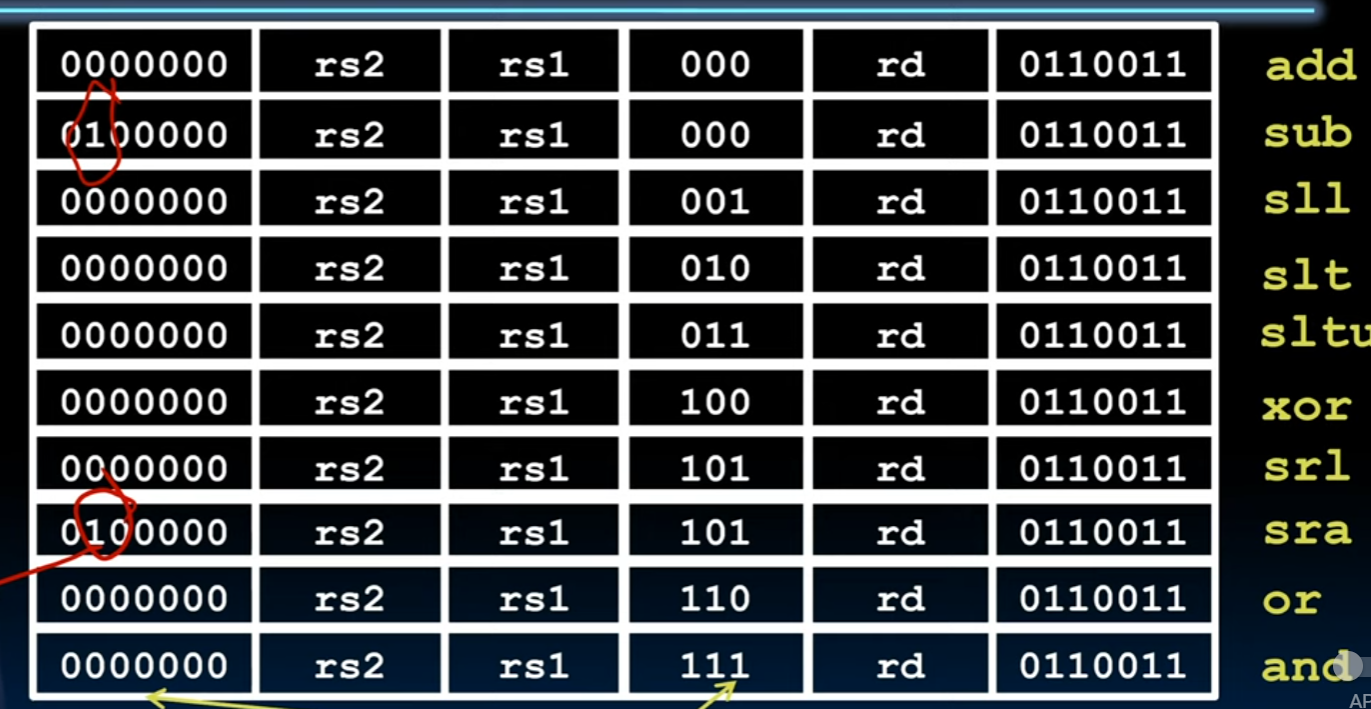 0000000 rs2 rs1 000 rd 0110011 add
0100000 rs2 rs1 000 rd 0110011 sub
0000000 rs2 rs1 001 rd 0110011 sll
0000000 rs2 rs1 010 rd 0110011 slt
0000000 rs2 rs1 011 rd 0110011 sltu
0000000 rs2 rs1 100 rd 0110011 xor
0000000 rs2 rs1 101 rd 0110011 srl
0100000 rs2 rs1 101 rd 0110011 sra
0000000 rs2 rs1 110 rd 0110011 or
0000000 rs2 rs1 111 rd 0110011 and